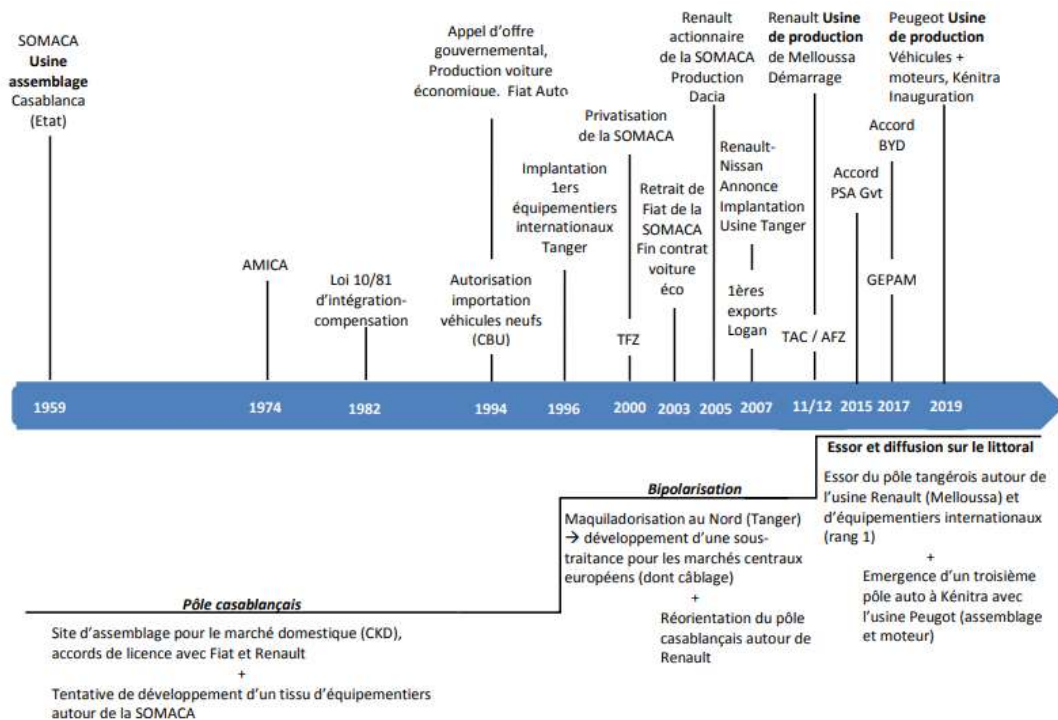 SOMACA
Usine
assemblage
Casablanca
(Etat)
AMICA
Loi 10/81
d'intégration-
compensation
Appel d'offre
gouvernemental,
Production voiture
économique. Fiat Auto
Autorisation
importation
véhicules neufs
(CBU)
Implantation
1ers
équipementiers
internationaux
Tanger
Privatisation
de la SOMACA
TFZ
Retrait de
Fiat de la
SOMACA
Fin contrat
voiture
éco
Renault
actionnaire
de la SOMACA
Production
Dacia
Renault-
Nissan
Annonce
Implantation
Usine Tanger
1ères
exports
Logan
Renault Usine
de production
de Melloussa
Démarrage
TAC / AFZ
Accord
PSA Gvt
Accord
BYD
GEPAM
Peugeot Usine
de production
Véhicules +
moteurs, Kénitra
Inauguration
1959 1974 1982 1994 1996 2000 2003 2005 2007 11/12 2015 2017 2019
Pôle casablançais
Site d'assemblage pour le marché domestique (CKD),
accords de licence avec Fiat et Renault
+
Tentative de développement d'un tissu d'équipementiers
autour de la SOMACA
Bipolarisation
Maquiladorisation au Nord (Tanger)
→ développement d'une sous-
traitance pour les marchés centraux
européens (dont câblage)
+
Réorientation du pôle
casablançais autour de
Renault
Essor et diffusion sur le littoral
Essor du pôle tangérois autour de
l'usine Renault (Melloussa) et
d'équipementiers internationaux
(rang 1)
+
Emergence d'un troisième
pôle auto à Kénitra avec
l'usine Peugot (assemblage
et moteur)